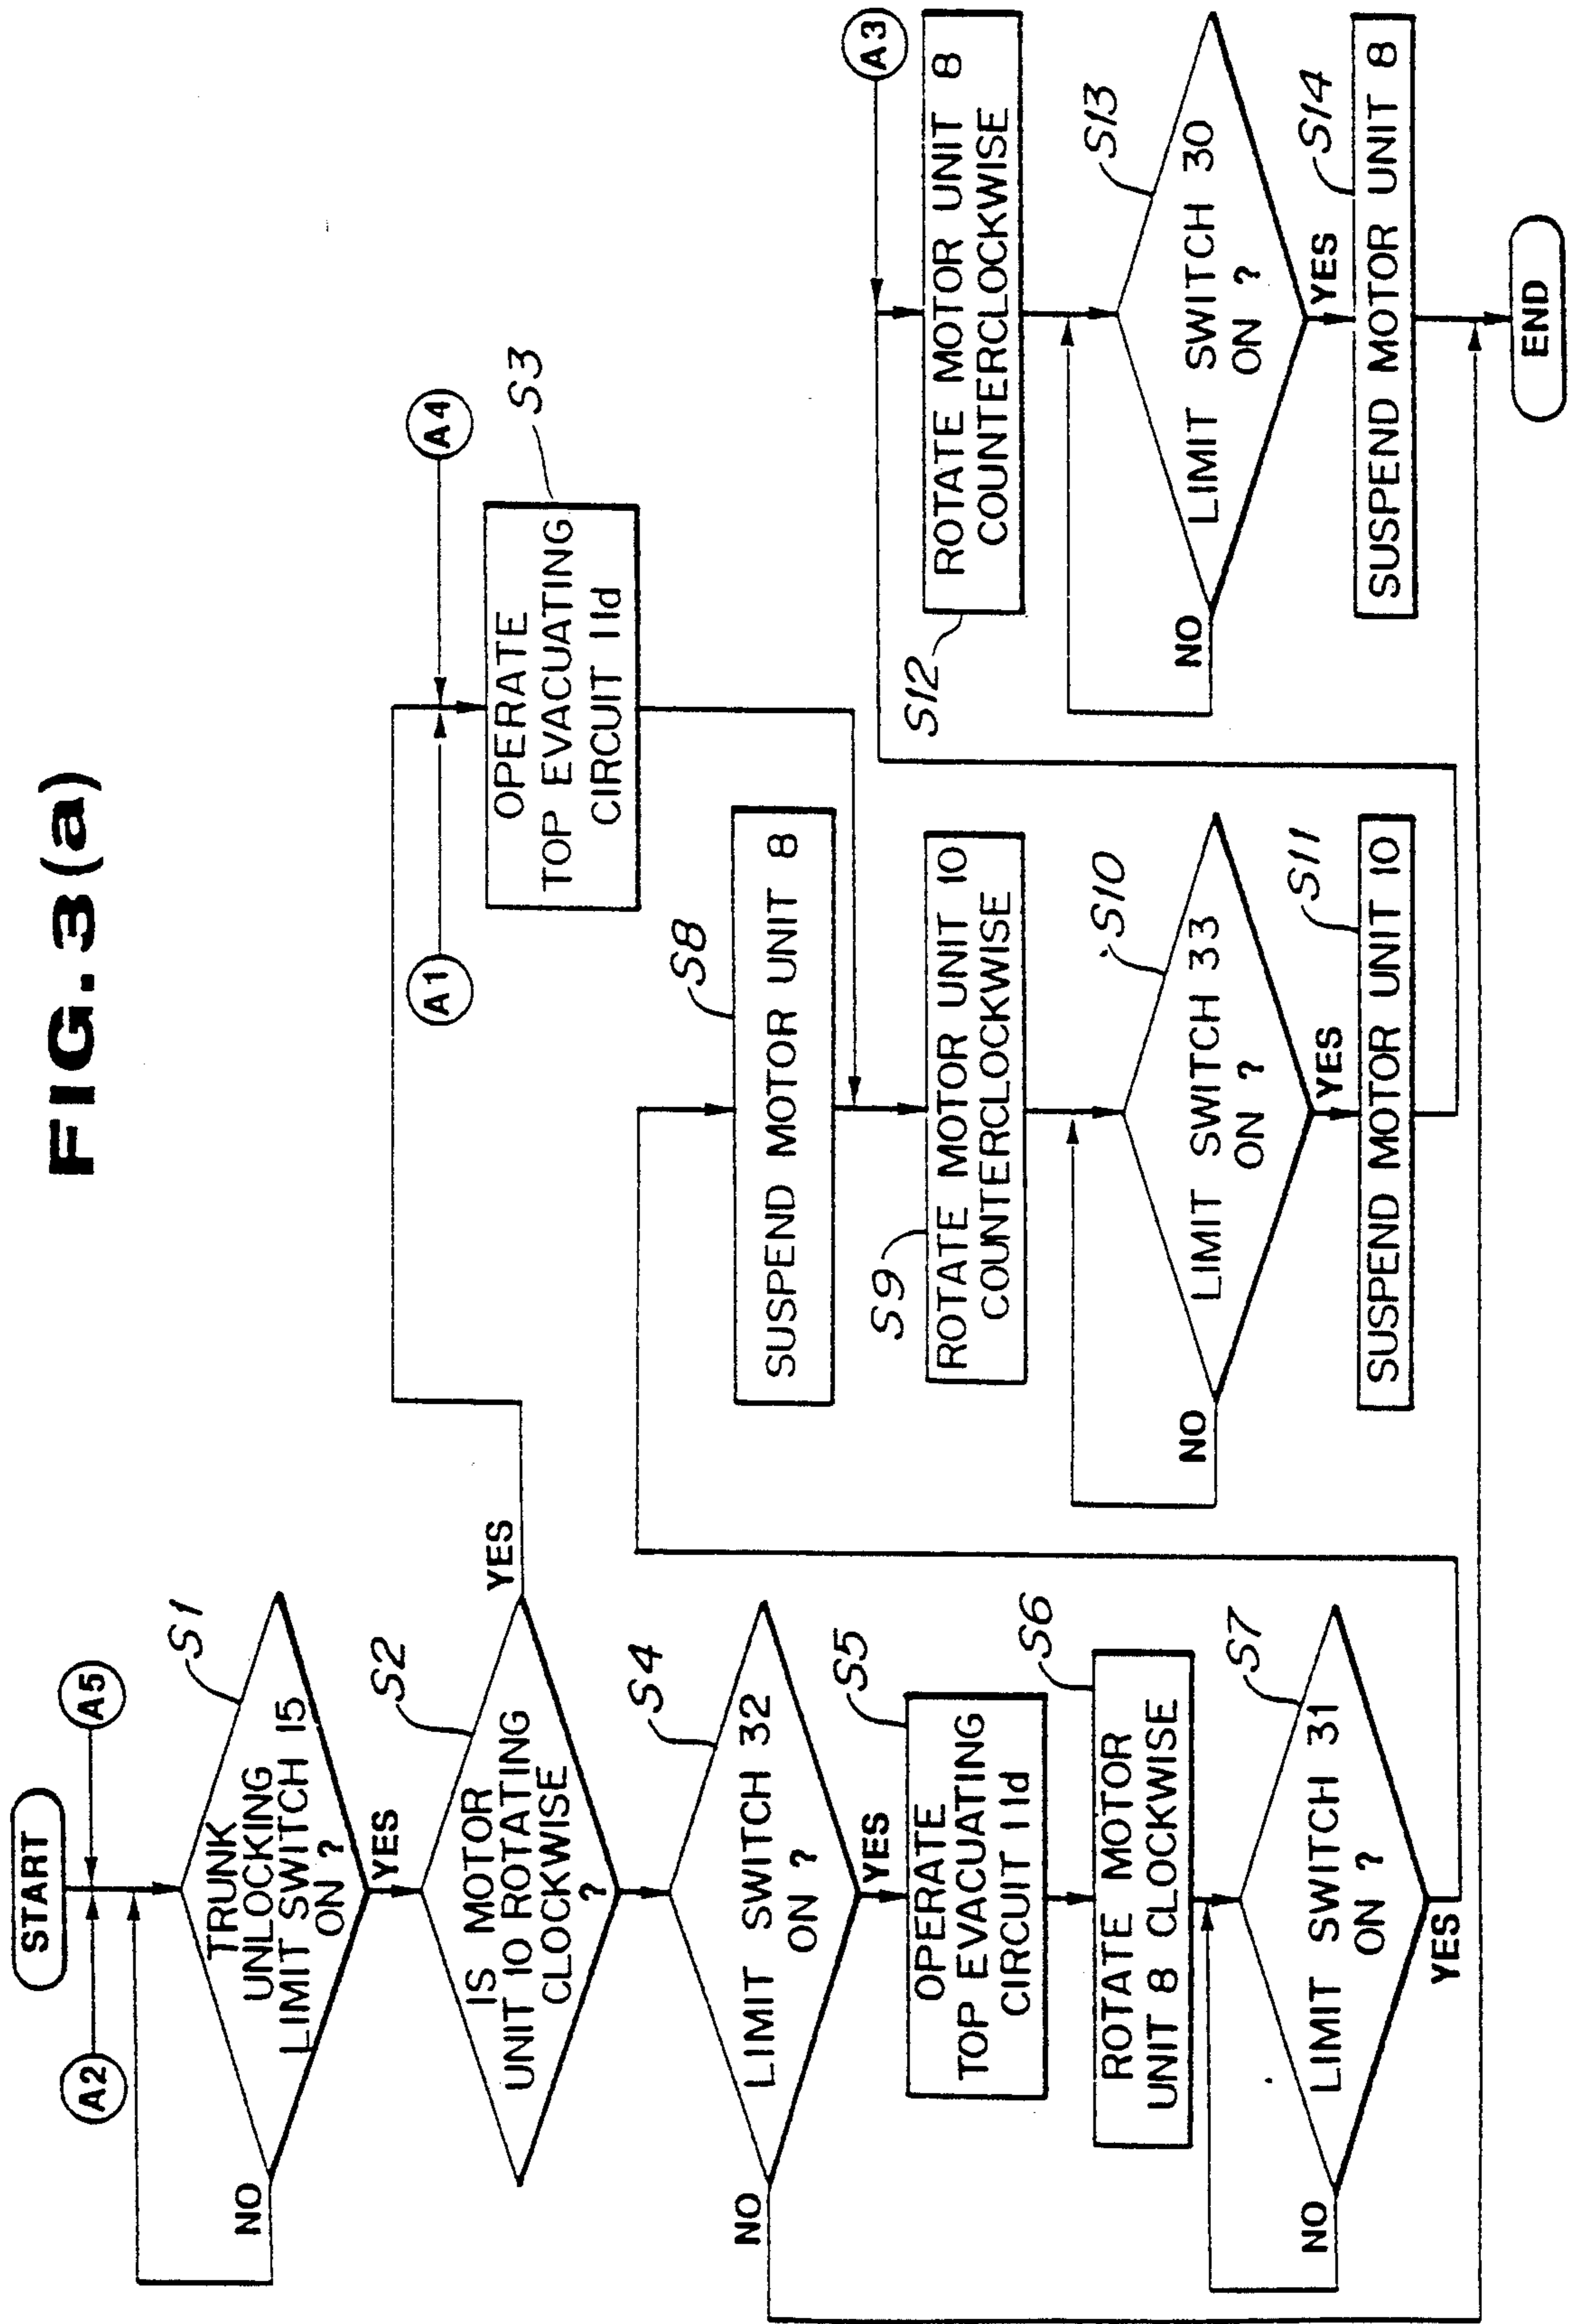 FIG. 3(a)
START
A2
A5
TRUNK
UNLOCKING
LIMIT SWITCH 15
ON ?
S1
NO
YES
IS MOTOR
UNIT 10 ROTATING
CLOCKWISE
?
S2
YES
LIMIT SWITCH 32
ON ?
S4
NO
YES
OPERATE
TOP EVACUATING
CIRCUIT 11d
S5
ROTATE MOTOR
UNIT 8 CLOCKWISE
S6
LIMIT SWITCH 31
ON ?
S7
NO
YES
A1
A4
OPERATE
TOP EVACUATING
CIRCUIT 11d
S3
SUSPEND MOTOR UNIT 8
S8
ROTATE MOTOR UNIT 10
COUNTERCLOCKWISE
S9
LIMIT SWITCH 33
ON ?
S10
NO
YES
SUSPEND MOTOR UNIT 10
S11
A3
ROTATE MOTOR UNIT 8
COUNTERCLOCKWISE
S12
LIMIT SWITCH 30
ON ?
S13
NO
YES
SUSPEND MOTOR UNIT 8
S14
END